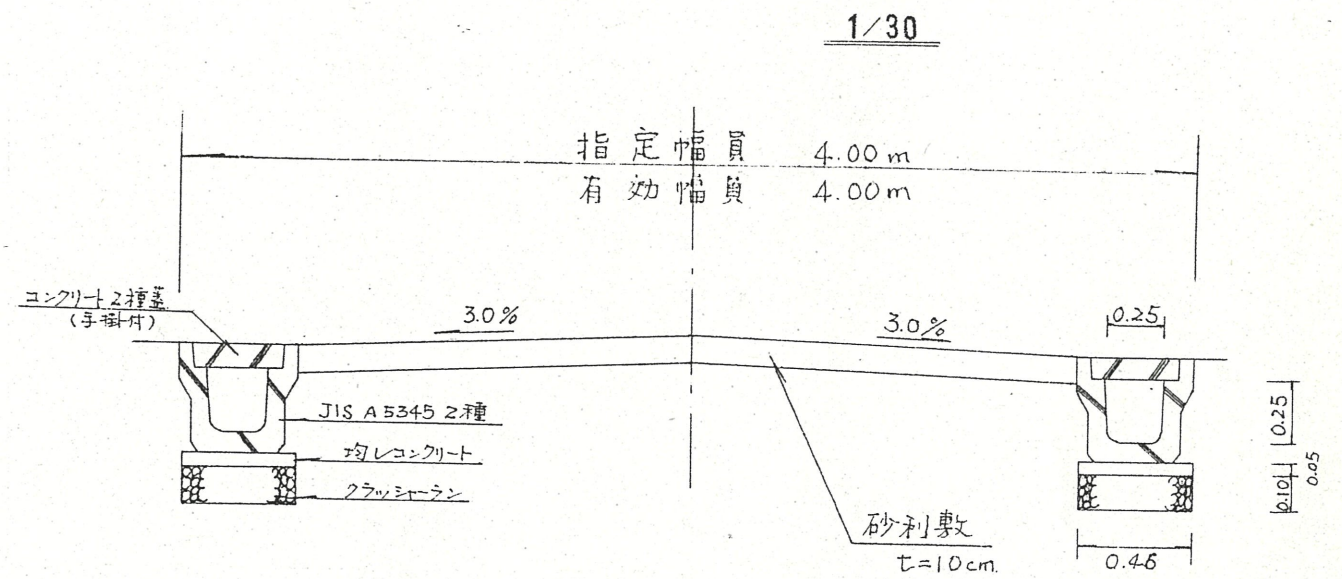 1/30
指定幅員 4.00m
有効幅員 4.00m
コンクリート2種蓋
(手掛付)
3.0%
3.0%
0.25
JIS A 5345 2種
均しコンクリート
クラッシャーラン
0.25
0.05
0.10
砂利敷
t=10cm.
0.46